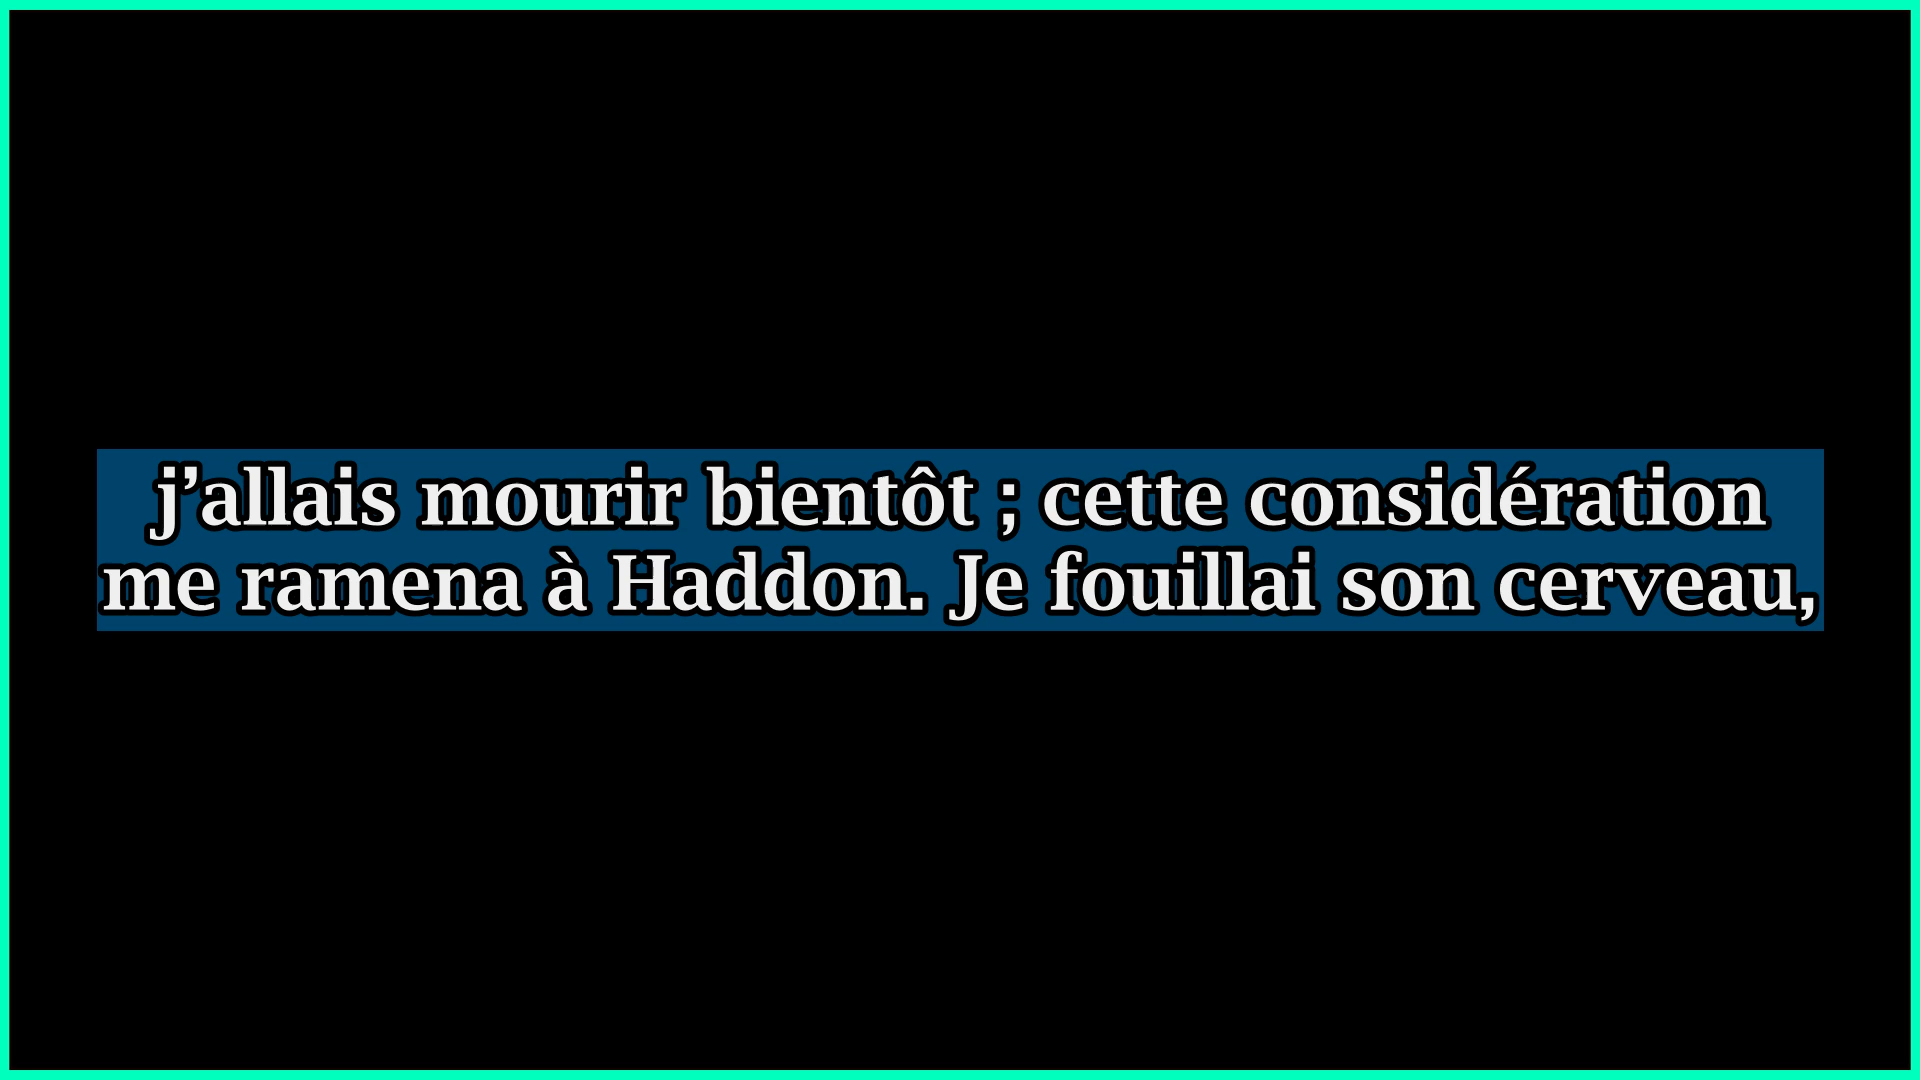 j’allais mourir bientôt ; cette considération
me ramena à Haddon. Je fouillai son cerveau,